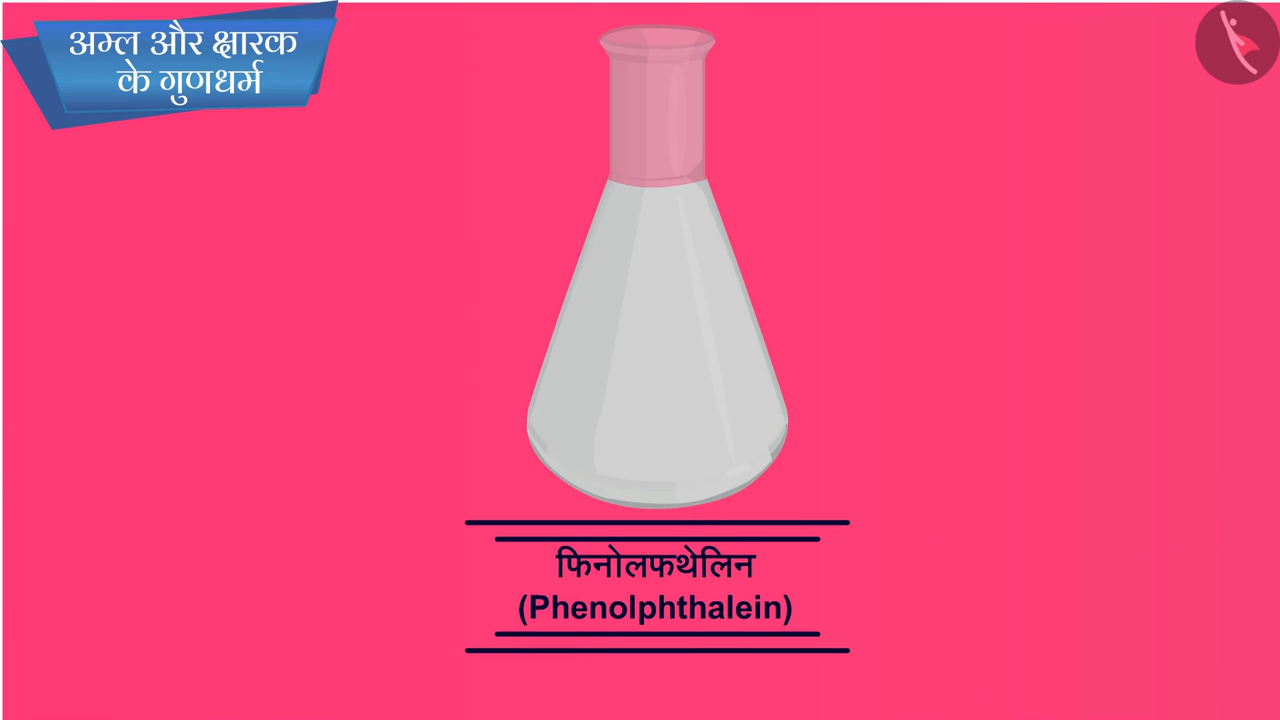 अम्ल और क्षारक
के गुणधर्म
फिनोलफथेलिन
(Phenolphthalein)